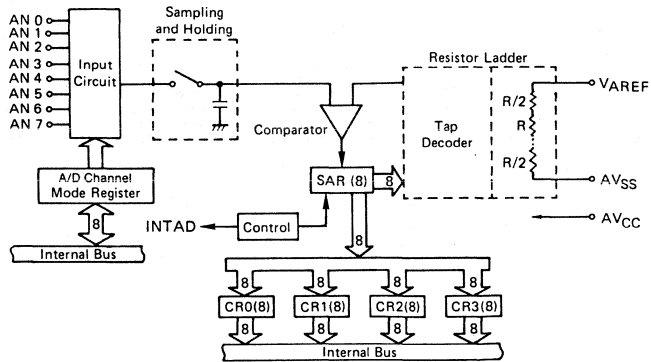 Sampling
and Holding
AN 0
AN 1
AN 2
AN 3
AN 4
AN 5
AN 6
AN 7
Input
Circuit
Resistor Ladder
VAREF
R/2
R
R/2
Comparator
Tap
Decoder
A/D Channel
Mode Register
SAR (8)
8
AVSS
INTAD
Control
AVCC
8
Internal Bus
8
8
8
8
8
CR0(8)
CR1(8)
CR2(8)
CR3(8)
8
8
8
8
Internal Bus